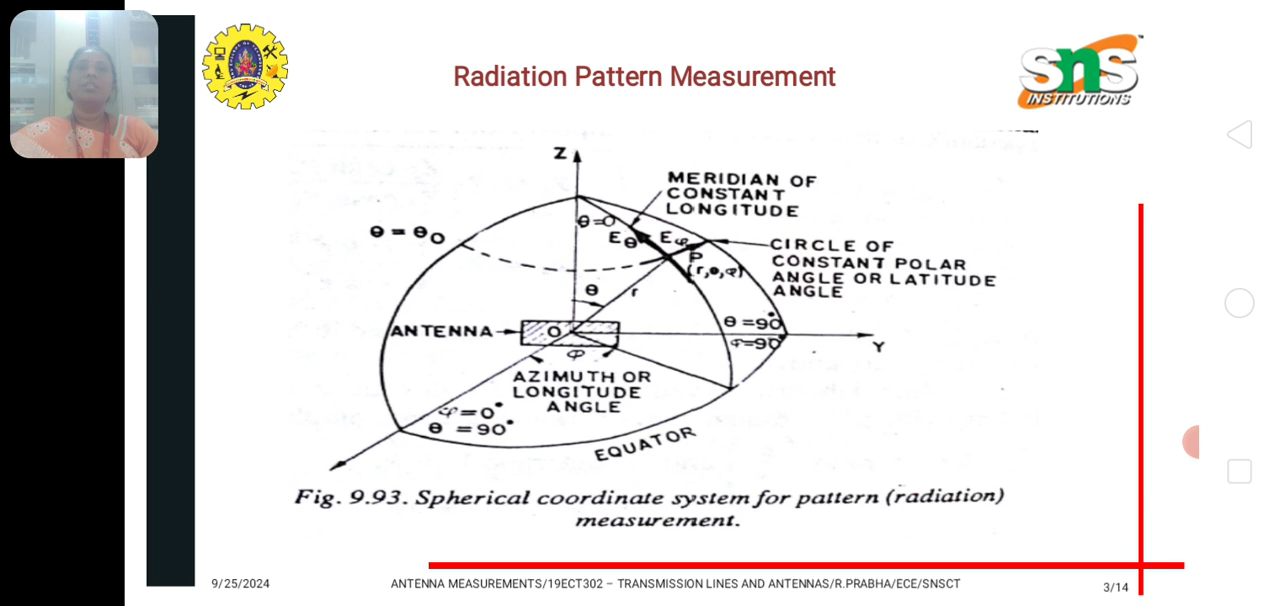 Radiation Pattern Measurement
SNS
INSTITUTIONS
Z
MERIDIAN OF
CONSTANT
LONGITUDE
θ=0
θ = θ₀
Eθ
Eφ
CIRCLE OF
CONSTANT POLAR
ANGLE OR LATITUDE
ANGLE
P
(r,θ,φ)
θ
r
ANTENNA
O
θ=90°
φ=90°
Y
φ
AZIMUTH OR
LONGITUDE
ANGLE
φ=0°
θ=90°
EQUATOR
Fig. 9.93. Spherical coordinate system for pattern (radiation)
measurement.
9/25/2024
ANTENNA MEASUREMENTS/19ECT302 – TRANSMISSION LINES AND ANTENNAS/R.PRABHA/ECE/SNSCT
3/14